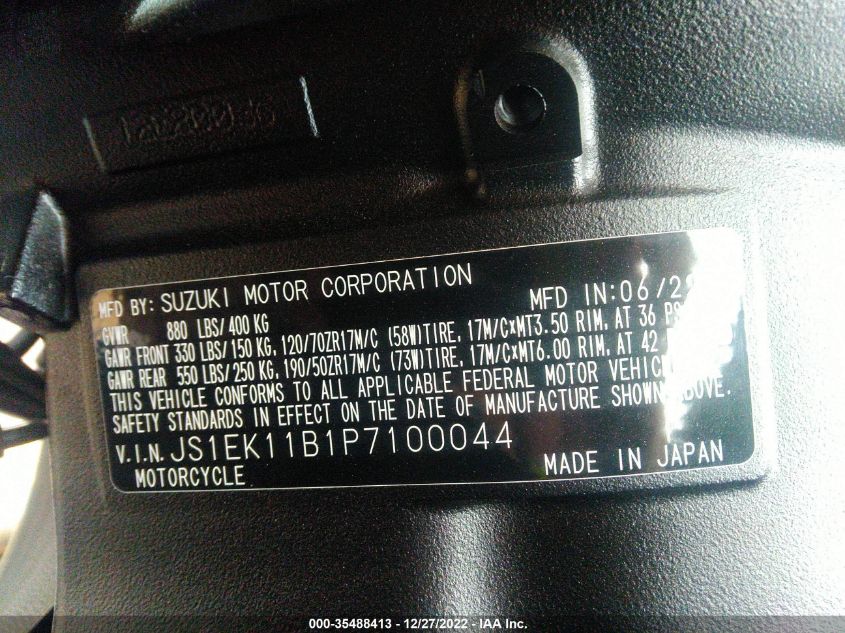 MFD BY: SUZUKI MOTOR CORPORATION
MFD IN:06/2
GVWR 880 LBS/400 KG
GAWR FRONT 330 LBS/150 KG, 120/70ZR17M/C (58W)TIRE, 17M/C×MT3.50 RIM, AT 36
GAWR REAR 550 LBS/250 KG, 190/50ZR17M/C (73W)TIRE, 17M/C×MT6.00 RIM, AT 42
THIS VEHICLE CONFORMS TO ALL APPLICABLE FEDERAL MOTOR VEHICLE
SAFETY STANDARDS IN EFFECT ON THE DATE OF MANUFACTURE SHOWN ABOVE.
V.I.N. JS1EK11B1P7100044
MOTORCYCLE
MADE IN JAPAN
000-35488413 - 12/27/2022 - IAA Inc.